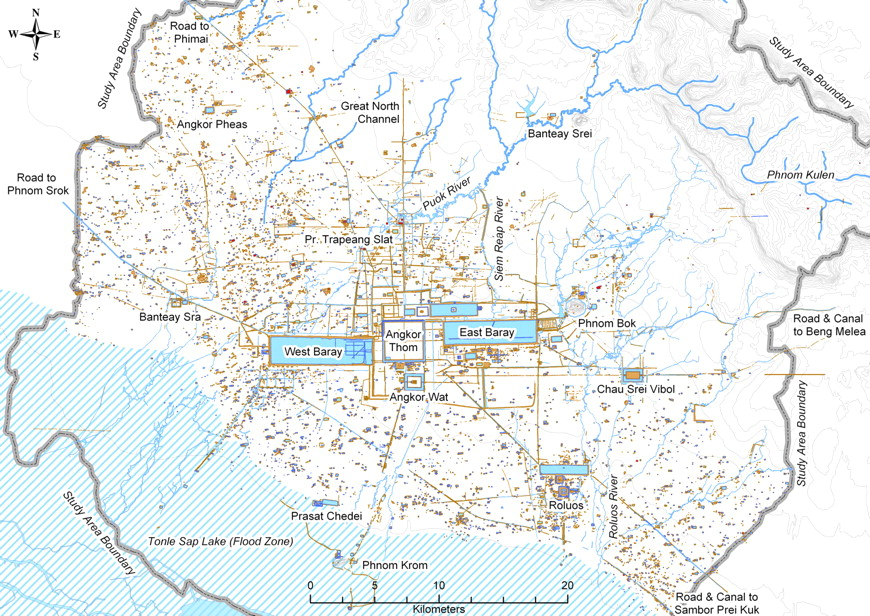 N
W E
S
Road to
Phimai
Study Area Boundary
Study Area Boundary
Great North
Channel
Angkor Pheas
Banteay Srei
Phnom Kulen
Road to
Phnom Srok
Puok River
Siem Reap River
Pr. Trapeang Slat
Banteay Sra
Phnom Bok
Road & Canal
to Beng Melea
West Baray
Angkor
Thom
East Baray
Angkor Wat
Chau Srei Vibol
Study Area Boundary
Roluos
Roluos River
Prasat Chedei
Study Area Boundary
Tonle Sap Lake (Flood Zone)
Phnom Krom
0 5 10 20
Kilometers
Road & Canal to
Sambor Prei Kuk